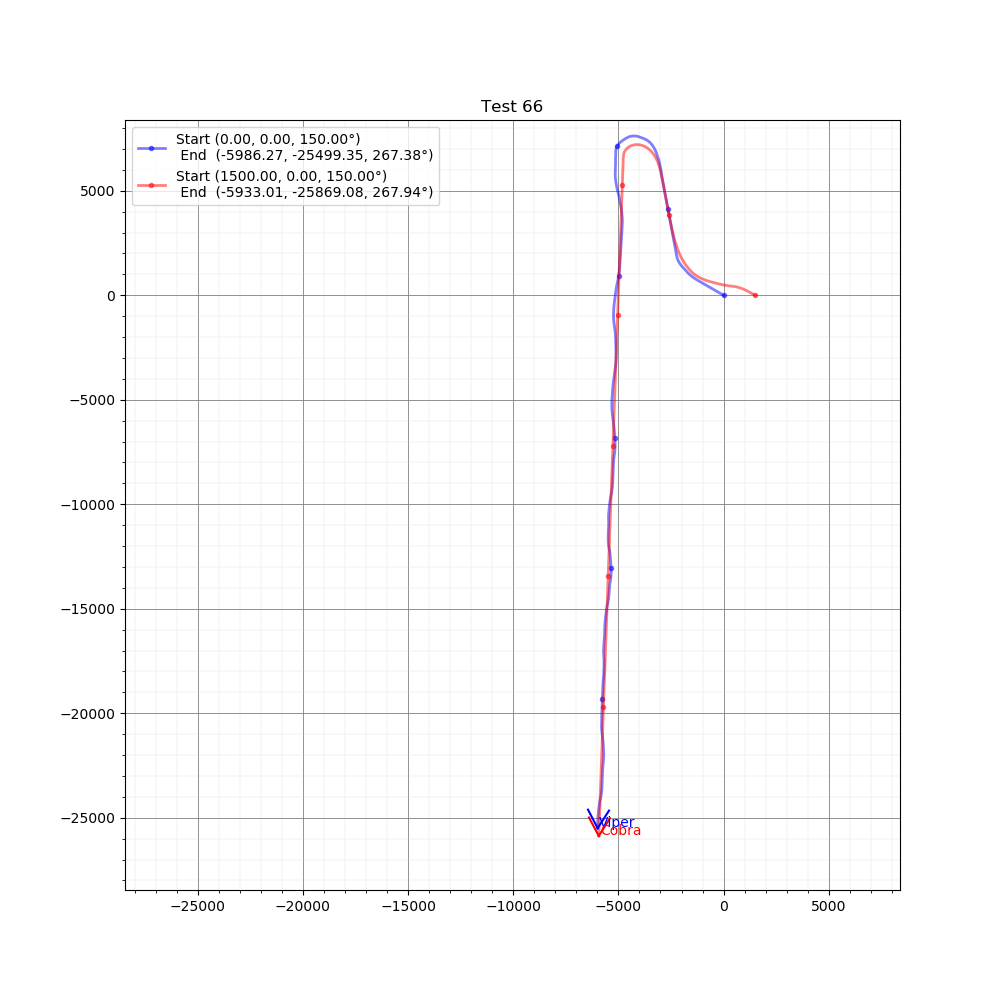 Test 66
Start (0.00, 0.00, 150.00°)
End (-5986.27, -25499.35, 267.38°)
Start (1500.00, 0.00, 150.00°)
End (-5933.01, -25869.08, 267.94°)
5000
0
−5000
−10000
−15000
−20000
−25000
Viper
Cobra
−25000 −20000 −15000 −10000 −5000 0 5000